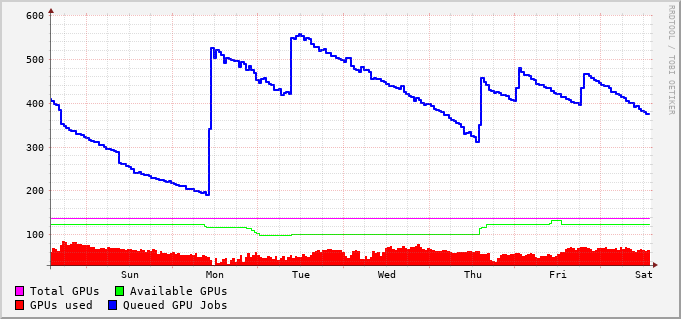 600
500
400
300
200
100
Sun Mon Tue Wed Thu Fri Sat
Total GPUs Available GPUs
GPUs used Queued GPU Jobs
RRDTOOL / TOBI OETIKER